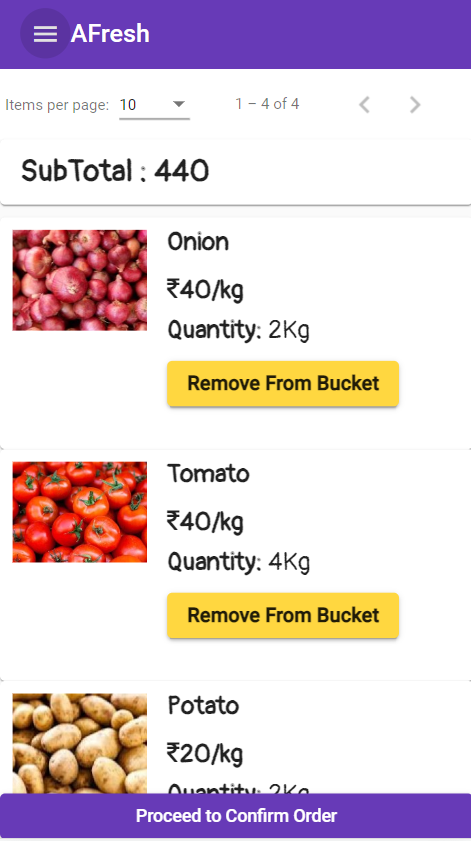 AFresh
Items per page: 10 1 – 4 of 4
SubTotal : 440
Onion
₹40/kg
Quantity: 2Kg
Remove From Bucket
Tomato
₹40/kg
Quantity: 4Kg
Remove From Bucket
Potato
₹20/kg
Quantity: 2Kg
Proceed to Confirm Order